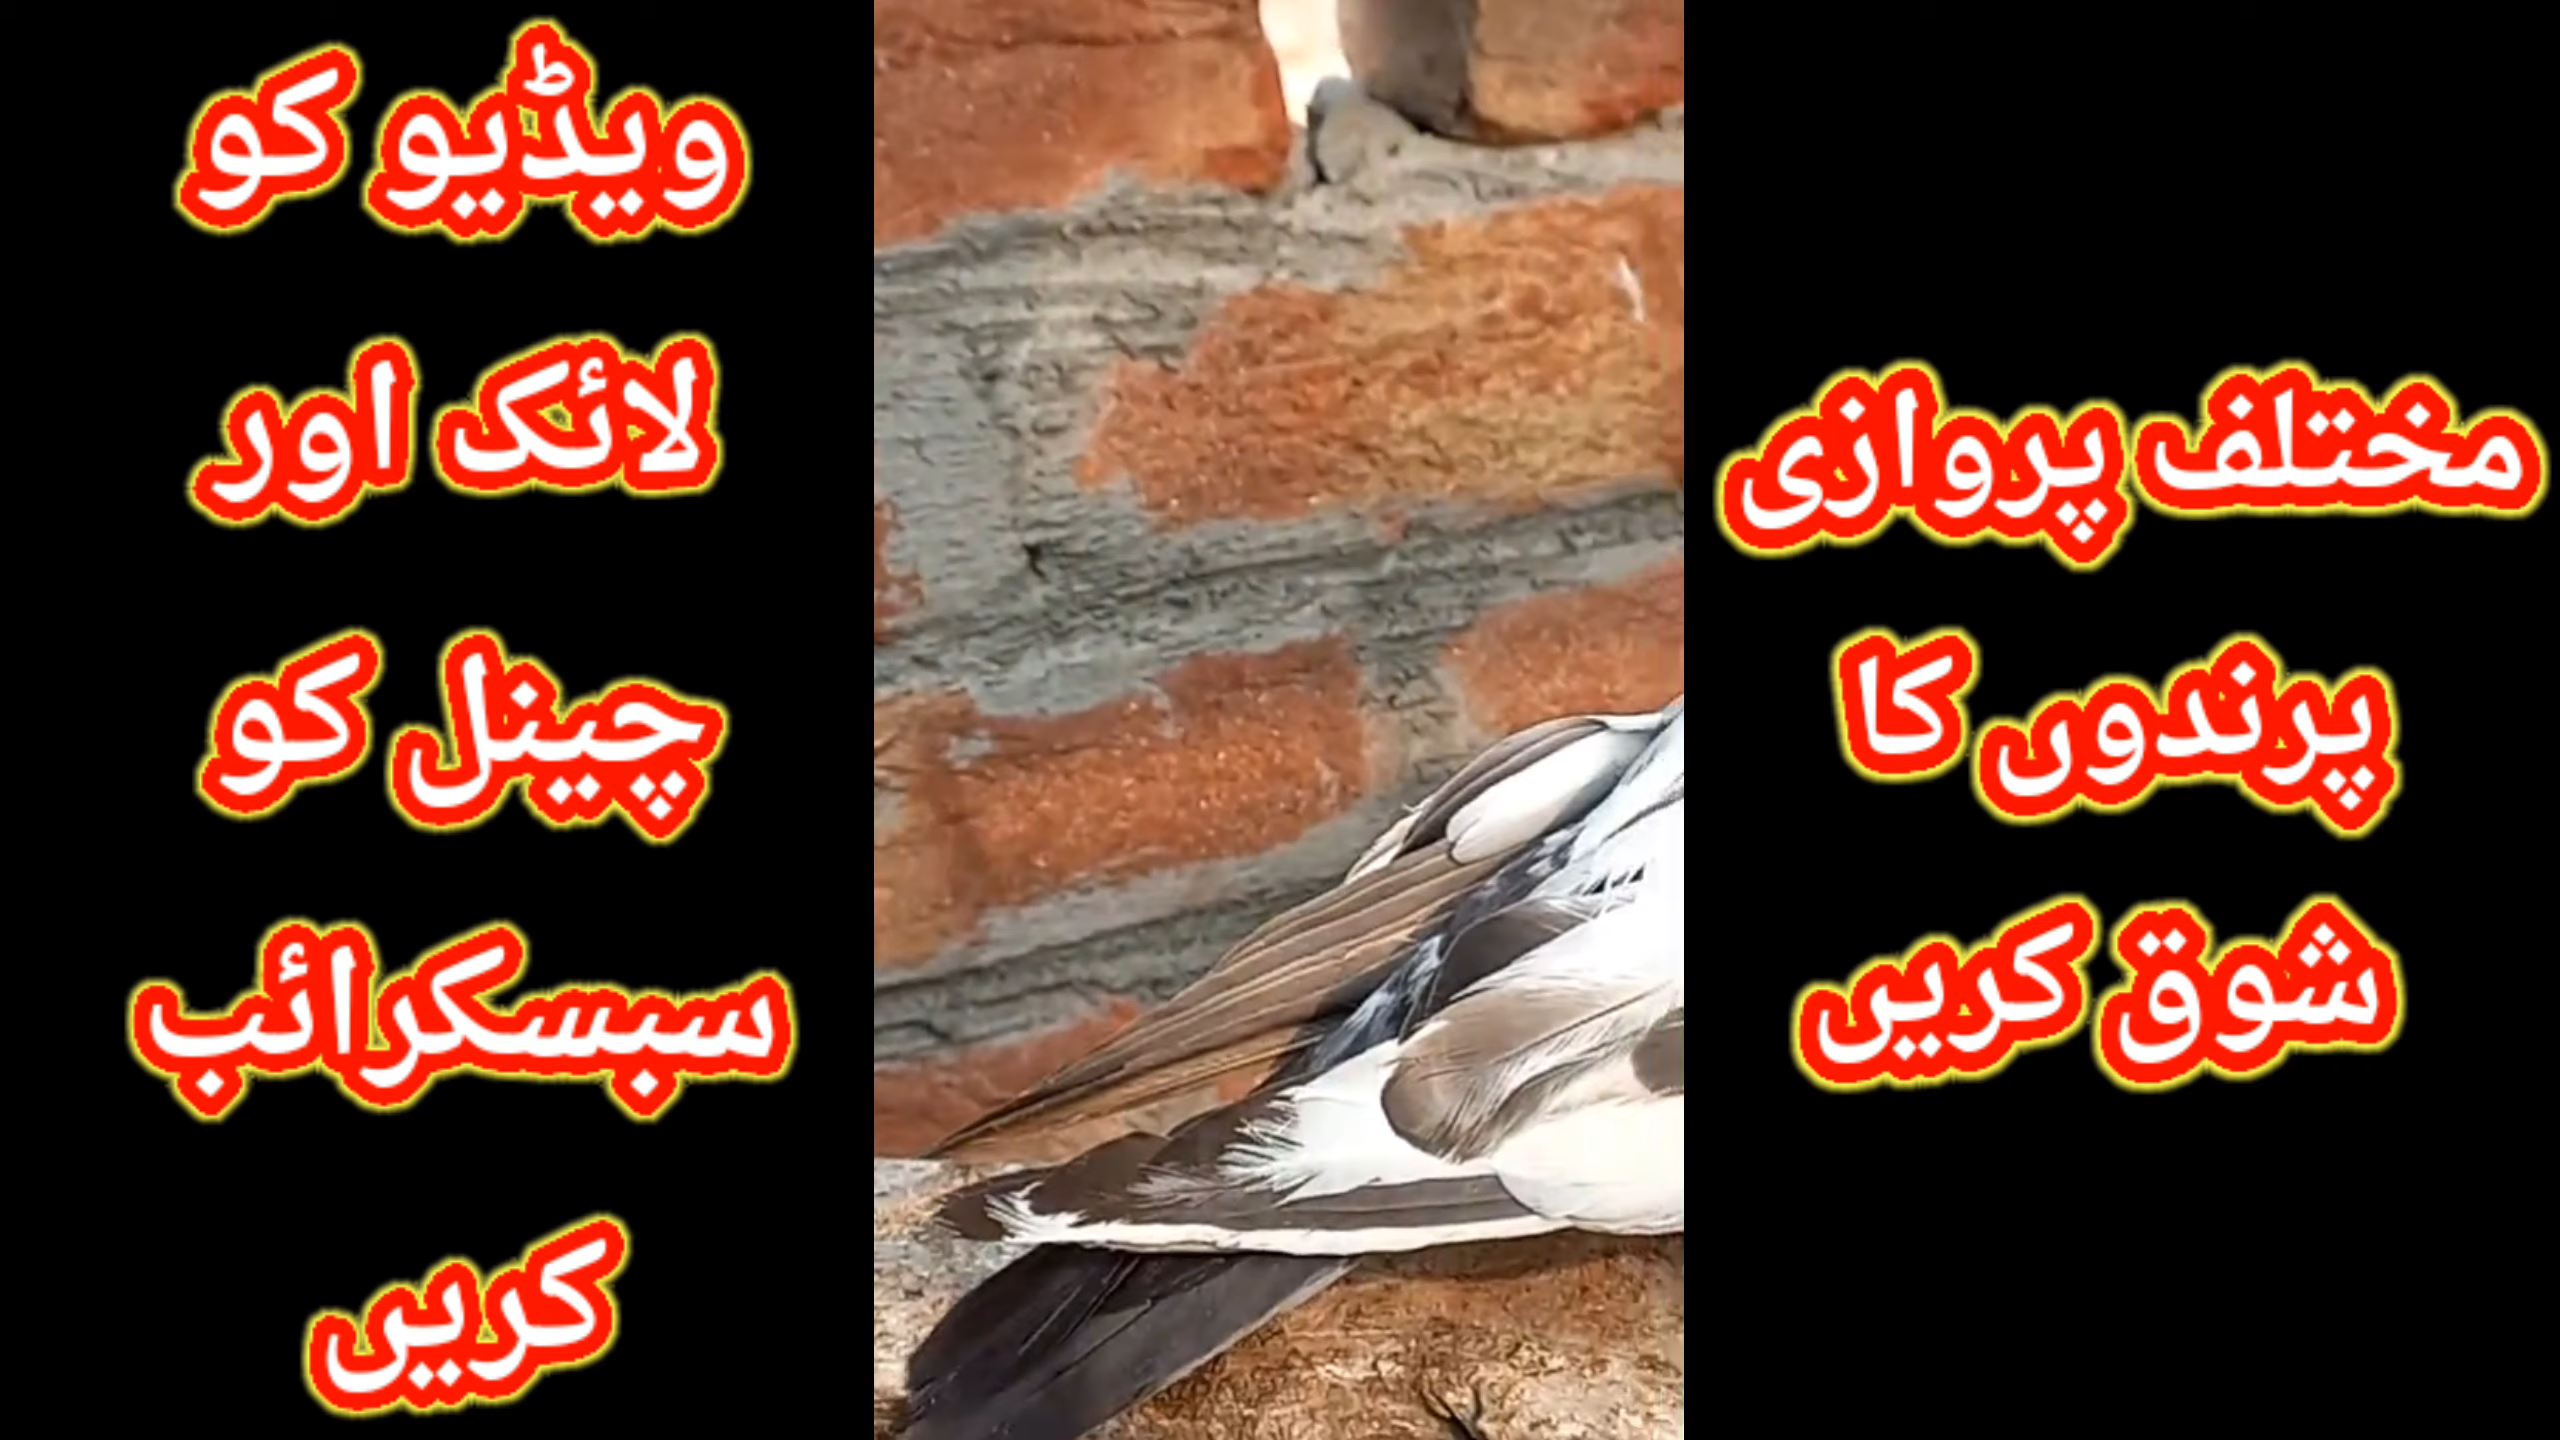 ویڈیو کو
لائک اور
چینل کو
سبسکرائب
کریں
مختلف پروازی
پرندوں کا
شوق کریں